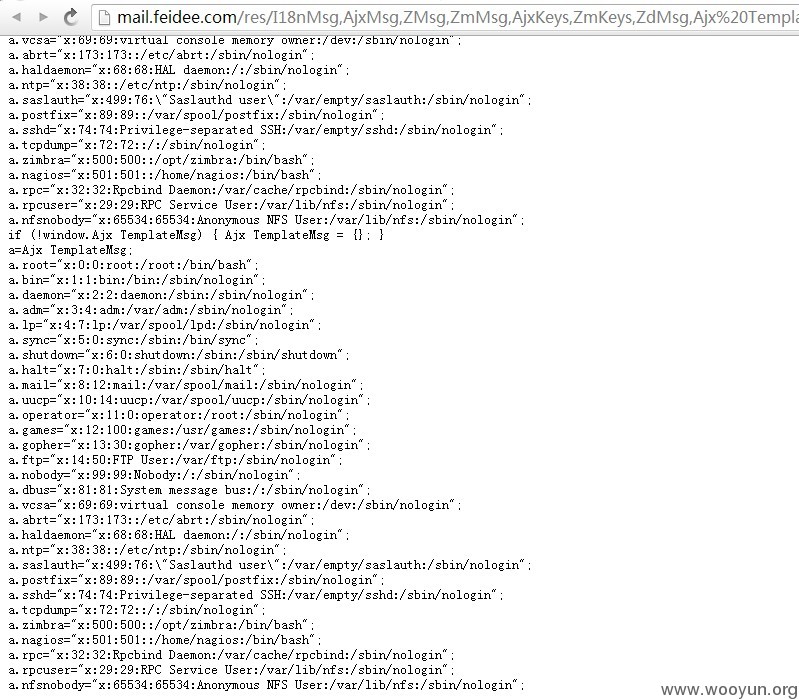 mail.feidee.com/res/I18nMsg,AjxMsg,ZMsg,ZmMsg,AjxKeys,ZmKeys,ZdMsg,Ajx%20Templa
a.vcsa="x:69:69:virtual console memory owner:/dev:/sbin/nologin";
a.abrt="x:173:173::/etc/abrt:/sbin/nologin";
a.haldaemon="x:68:68:HAL daemon:/:/sbin/nologin";
a.ntp="x:38:38::/etc/ntp:/sbin/nologin";
a.saslauth="x:499:76:\"Saslauthd user\":/var/empty/saslauth:/sbin/nologin";
a.postfix="x:89:89::/var/spool/postfix:/sbin/nologin";
a.sshd="x:74:74:Privilege-separated SSH:/var/empty/sshd:/sbin/nologin";
a.tcpdump="x:72:72::/:/sbin/nologin";
a.zimbra="x:500:500::/opt/zimbra:/bin/bash";
a.nagios="x:501:501::/home/nagios:/bin/bash";
a.rpc="x:32:32:Rpcbind Daemon:/var/cache/rpcbind:/sbin/nologin";
a.rpcuser="x:29:29:RPC Service User:/var/lib/nfs:/sbin/nologin";
a.nfsnobody="x:65534:65534:Anonymous NFS User:/var/lib/nfs:/sbin/nologin";
if (!window.Ajx TemplateMsg) { Ajx TemplateMsg = {}; }
a=Ajx TemplateMsg;
a.root="x:0:0:root:/root:/bin/bash";
a.bin="x:1:1:bin:/bin:/sbin/nologin";
a.daemon="x:2:2:daemon:/sbin:/sbin/nologin";
a.adm="x:3:4:adm:/var/adm:/sbin/nologin";
a.lp="x:4:7:lp:/var/spool/lpd:/sbin/nologin";
a.sync="x:5:0:sync:/sbin:/bin/sync";
a.shutdown="x:6:0:shutdown:/sbin:/sbin/shutdown";
a.halt="x:7:0:halt:/sbin:/sbin/halt";
a.mail="x:8:12:mail:/var/spool/mail:/sbin/nologin";
a.uucp="x:10:14:uucp:/var/spool/uucp:/sbin/nologin";
a.operator="x:11:0:operator:/root:/sbin/nologin";
a.games="x:12:100:games:/usr/games:/sbin/nologin";
a.gopher="x:13:30:gopher:/var/gopher:/sbin/nologin";
a.ftp="x:14:50:FTP User:/var/ftp:/sbin/nologin";
a.nobody="x:99:99:Nobody:/:/sbin/nologin";
a.dbus="x:81:81:System message bus:/:/sbin/nologin";
a.vcsa="x:69:69:virtual console memory owner:/dev:/sbin/nologin";
a.abrt="x:173:173::/etc/abrt:/sbin/nologin";
a.haldaemon="x:68:68:HAL daemon:/:/sbin/nologin";
a.ntp="x:38:38::/etc/ntp:/sbin/nologin";
a.saslauth="x:499:76:\"Saslauthd user\":/var/empty/saslauth:/sbin/nologin";
a.postfix="x:89:89::/var/spool/postfix:/sbin/nologin";
a.sshd="x:74:74:Privilege-separated SSH:/var/empty/sshd:/sbin/nologin";
a.tcpdump="x:72:72::/:/sbin/nologin";
a.zimbra="x:500:500::/opt/zimbra:/bin/bash";
a.nagios="x:501:501::/home/nagios:/bin/bash";
a.rpc="x:32:32:Rpcbind Daemon:/var/cache/rpcbind:/sbin/nologin";
a.rpcuser="x:29:29:RPC Service User:/var/lib/nfs:/sbin/nologin";
a.nfsnobody="x:65534:65534:Anonymous NFS User:/var/lib/nfs:/sbin/nologin";
www.wooyun.org